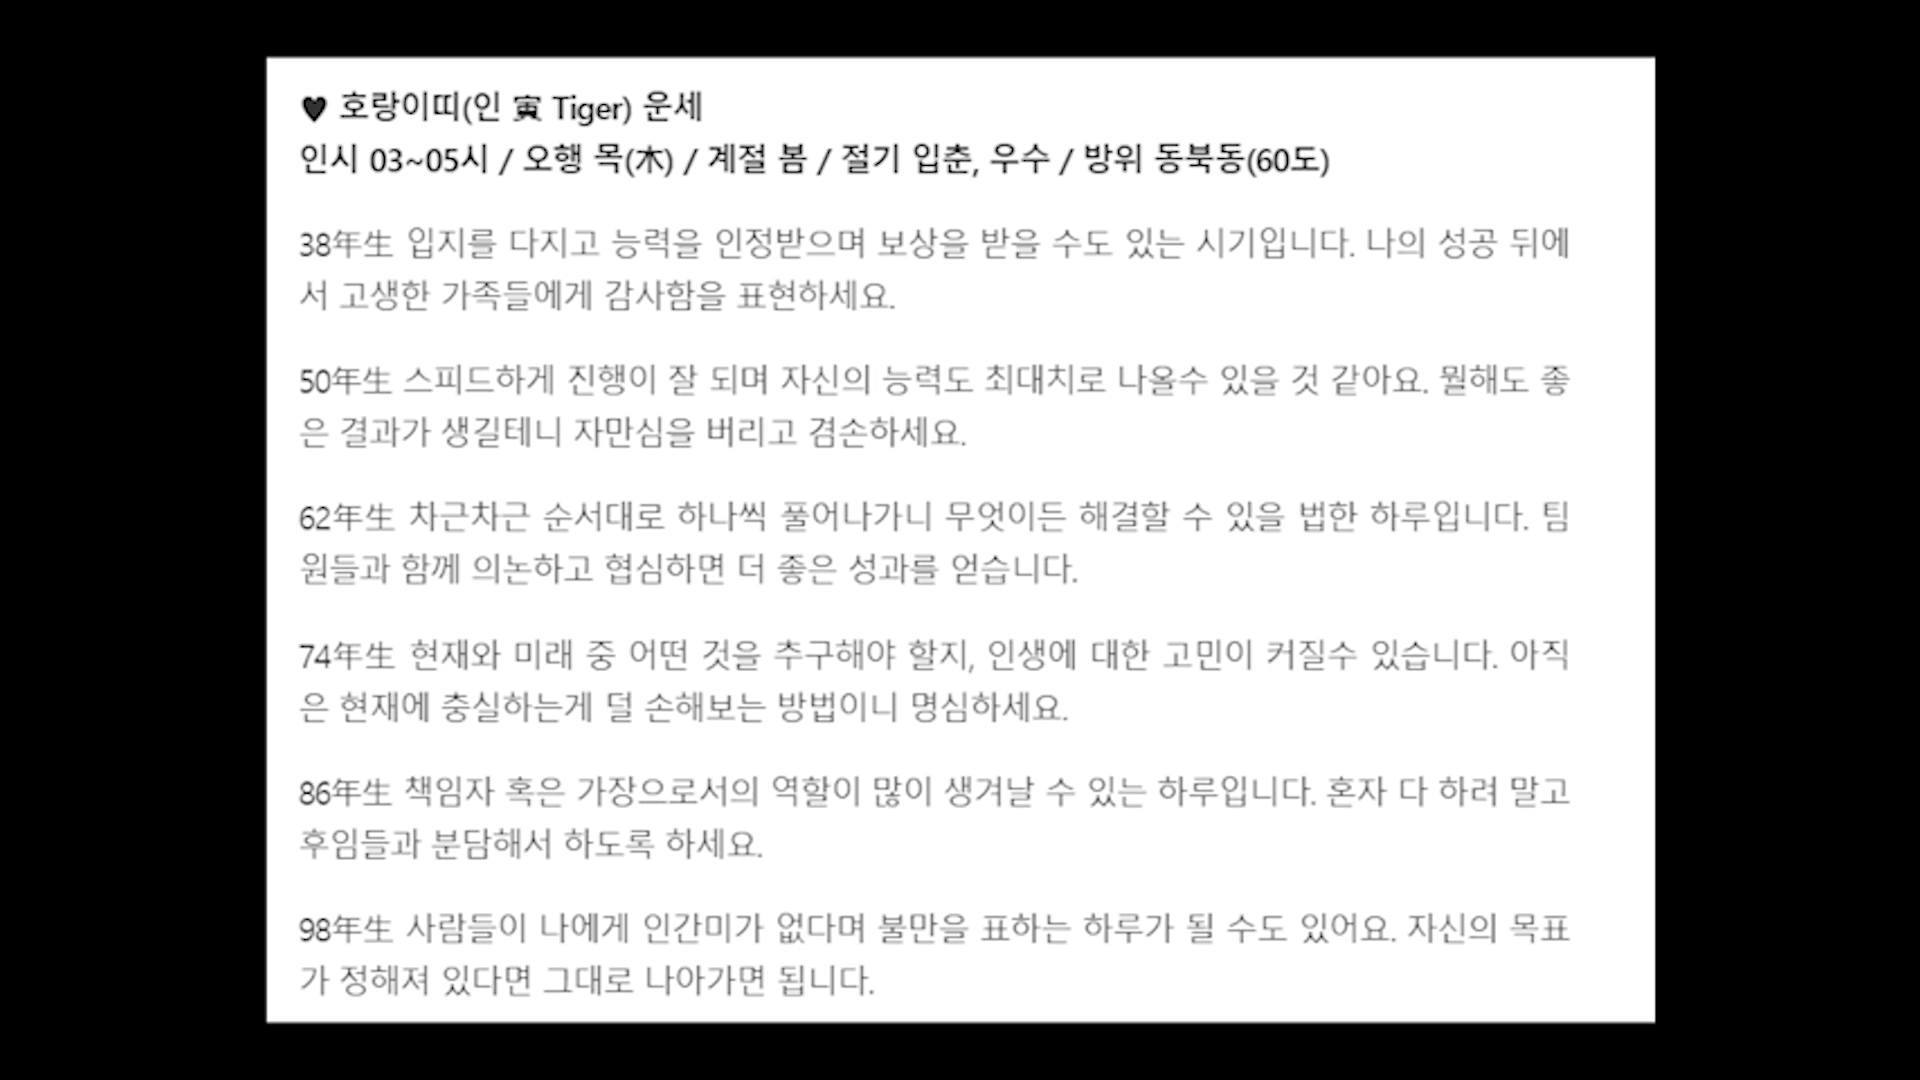 ♥ 호랑이띠(인 寅 Tiger) 운세
인시 03~05시 / 오행 목(木) / 계절 봄 / 절기 입춘, 우수 / 방위 동북동(60도)
38年生 입지를 다지고 능력을 인정받으며 보상을 받을 수도 있는 시기입니다. 나의 성공 뒤에
서 고생한 가족들에게 감사함을 표현하세요.
50年生 스피드하게 진행이 잘 되며 자신의 능력도 최대치로 나올수 있을 것 같아요. 뭘해도 좋
은 결과가 생길테니 자만심을 버리고 겸손하세요.
62年生 차근차근 순서대로 하나씩 풀어나가니 무엇이든 해결할 수 있을 법한 하루입니다. 팀
원들과 함께 의논하고 협심하면 더 좋은 성과를 얻습니다.
74年生 현재와 미래 중 어떤 것을 추구해야 할지, 인생에 대한 고민이 커질수 있습니다. 아직
은 현재에 충실하는게 덜 손해보는 방법이니 명심하세요.
86年生 책임자 혹은 가장으로서의 역할이 많이 생겨날 수 있는 하루입니다. 혼자 다 하려 말고
후임들과 분담해서 하도록 하세요.
98年生 사람들이 나에게 인간미가 없다며 불만을 표하는 하루가 될 수도 있어요. 자신의 목표
가 정해져 있다면 그대로 나아가면 됩니다.